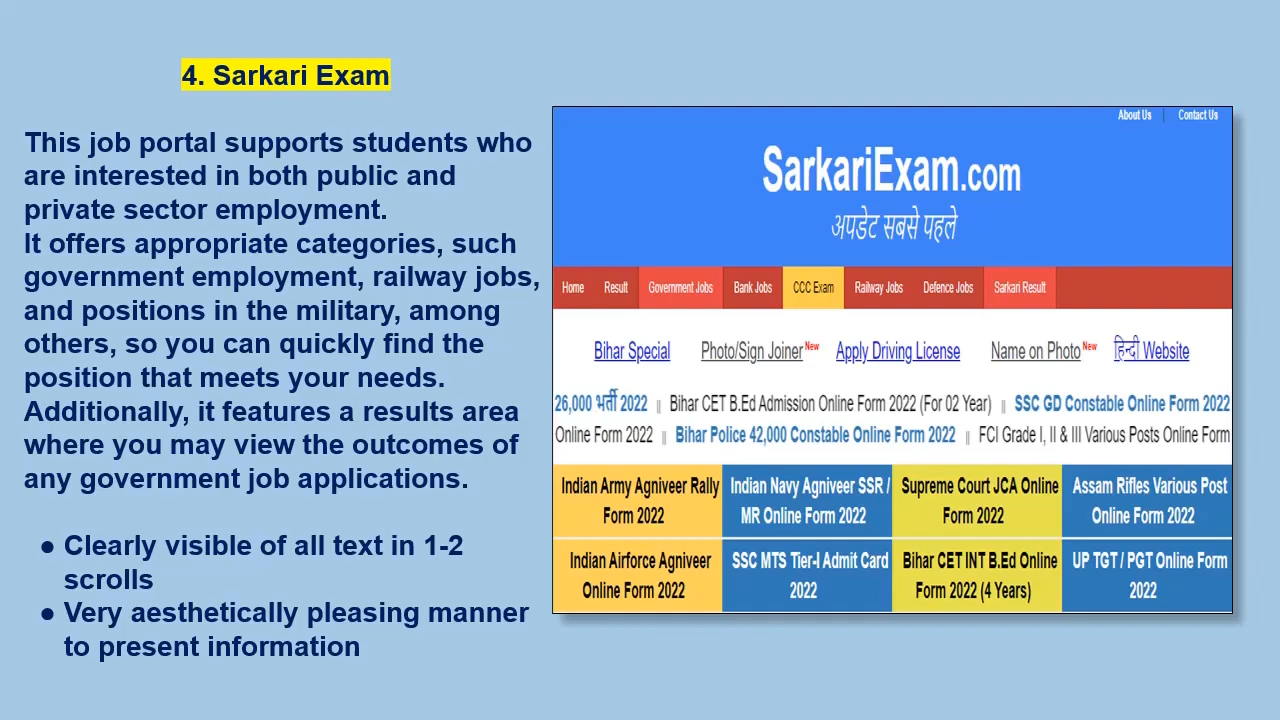 4. Sarkari Exam
This job portal supports students who
are interested in both public and
private sector employment.
It offers appropriate categories, such
government employment, railway jobs,
and positions in the military, among
others, so you can quickly find the
position that meets your needs.
Additionally, it features a results area
where you may view the outcomes of
any government job applications.
● Clearly visible of all text in 1-2
scrolls
● Very aesthetically pleasing manner
to present information
About Us | Contact Us
SarkariExam.com
अपडेट सबसे पहले
Home Result Government Jobs Bank Jobs CCC Exam Railway Jobs Defence Jobs Sarkari Result
Bihar Special Photo/Sign Joiner New Apply Driving License Name on Photo New हिन्दी Website
26,000 भर्ती 2022 || Bihar CET B.Ed Admission Online Form 2022 (For 02 Year) || SSC GD Constable Online Form 2022
Online Form 2022 || Bihar Police 42,000 Constable Online Form 2022 || FCI Grade I, II & III Various Posts Online Form
Indian Army Agniveer Rally
Form 2022
Indian Navy Agniveer SSR /
MR Online Form 2022
Supreme Court JCA Online
Form 2022
Assam Rifles Various Post
Online Form 2022
Indian Airforce Agniveer
Online Form 2022
SSC MTS Tier-I Admit Card
2022
Bihar CET INT B.Ed Online
Form 2022 (4 Years)
UP TGT / PGT Online Form
2022